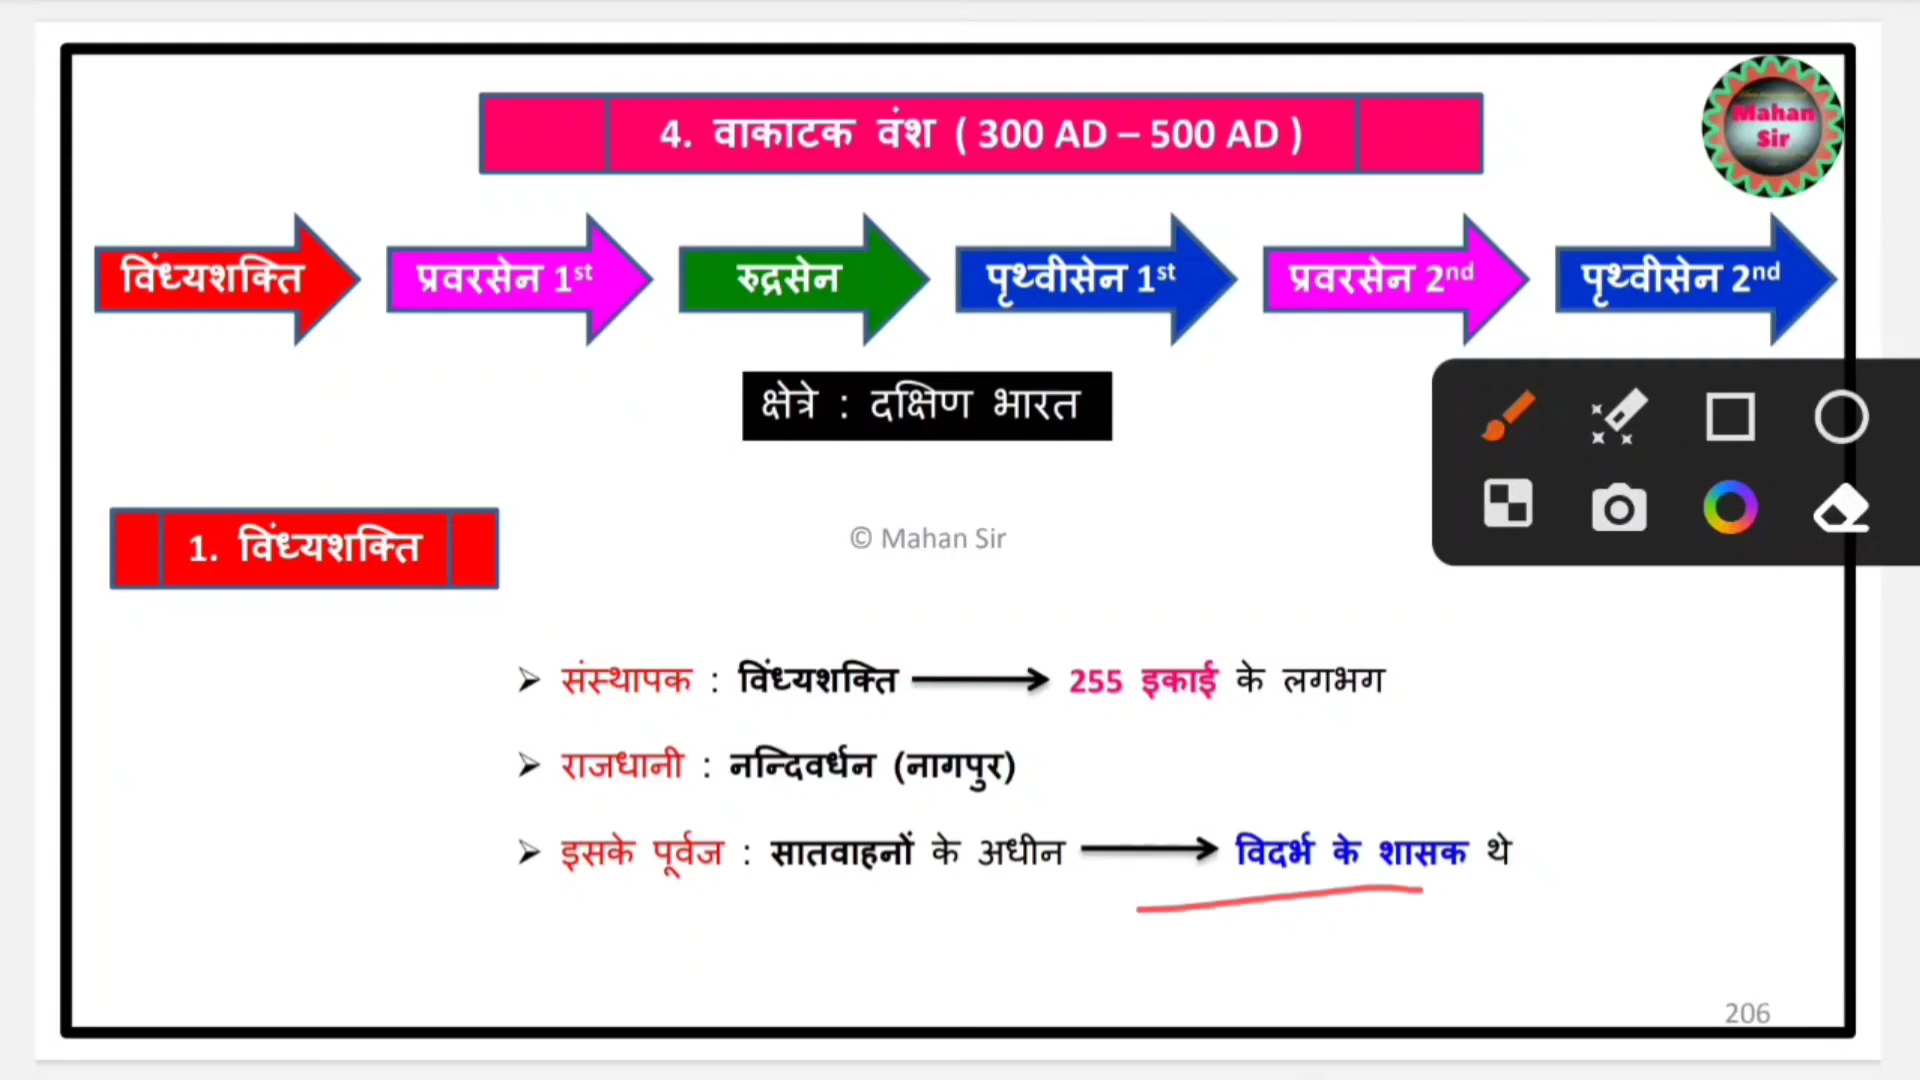 4. वाकाटक वंश ( 300 AD – 500 AD )
Mahan
Sir
विंध्यशक्ति प्रवरसेन 1st रुद्रसेन पृथ्वीसेन 1st प्रवरसेन 2nd पृथ्वीसेन 2nd
क्षेत्रे : दक्षिण भारत
1. विंध्यशक्ति
© Mahan Sir
➢ संस्थापक : विंध्यशक्ति ⟶ 255 इकाई के लगभग
➢ राजधानी : नन्दिवर्धन (नागपुर)
➢ इसके पूर्वज : सातवाहनों के अधीन ⟶ विदर्भ के शासक थे
206